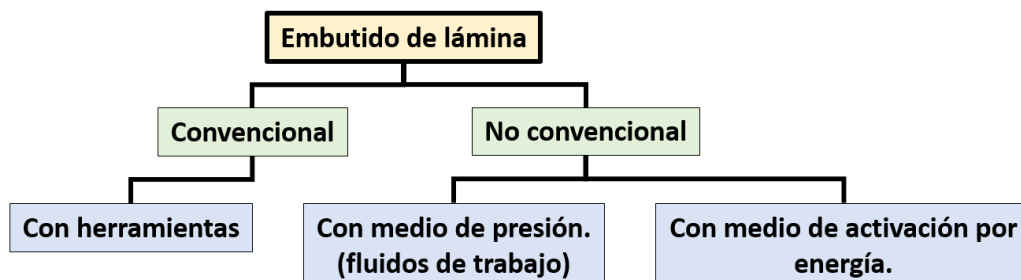 Embutido de lámina
Convencional
No convencional
Con herramientas
Con medio de presión.
(fluidos de trabajo)
Con medio de activación por
energía.